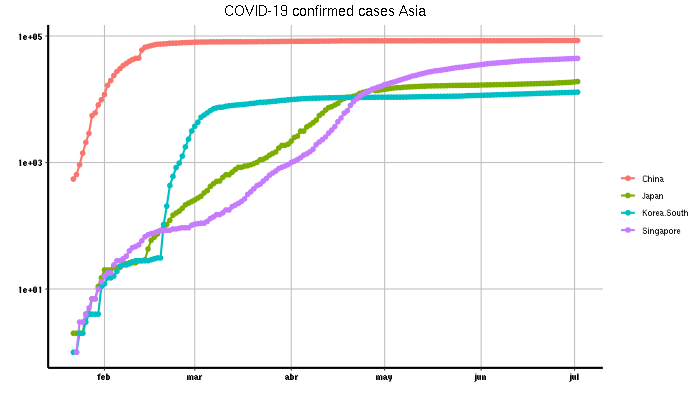 COVID-19 confirmed cases Asia
1e+05
1e+03
1e+01
feb mar abr may jun jul
China
Japan
Korea.South
Singapore